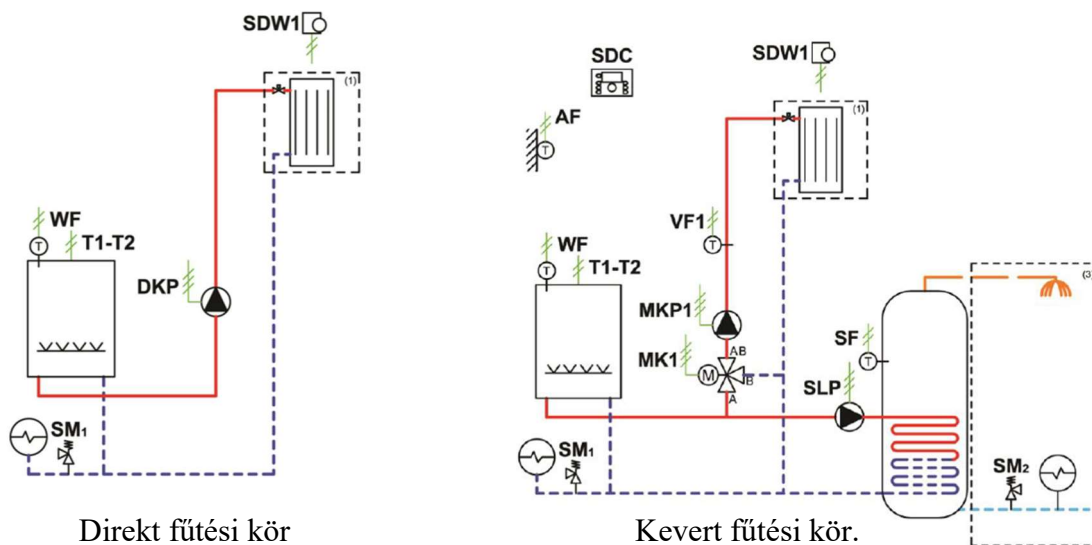 SDW1
(1)
WF
T1-T2
DKP
SM1
Direkt fűtési kör
SDC
SDW1
(1)
AF
VF1
WF
T1-T2
MKP1
MK1
AB
M
B
A
SLP
SF
T
T
T
T
T
(3
SM1
SM2
Kevert fűtési kör.